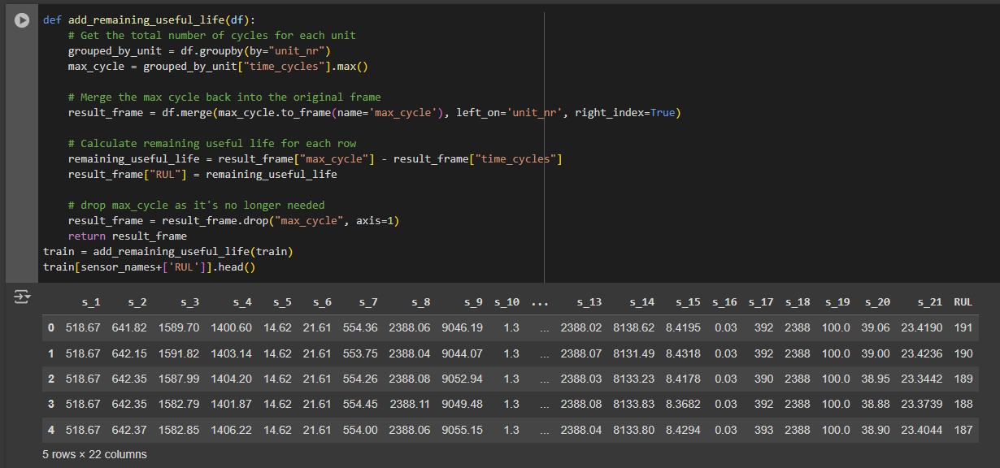 def add_remaining_useful_life(df):
    # Get the total number of cycles for each unit
    grouped_by_unit = df.groupby(by="unit_nr")
    max_cycle = grouped_by_unit["time_cycles"].max()

    # Merge the max cycle back into the original frame
    result_frame = df.merge(max_cycle.to_frame(name='max_cycle'), left_on='unit_nr', right_index=True)

    # Calculate remaining useful life for each row
    remaining_useful_life = result_frame["max_cycle"] - result_frame["time_cycles"]
    result_frame["RUL"] = remaining_useful_life

    # drop max_cycle as it's no longer needed
    result_frame = result_frame.drop("max_cycle", axis=1)
    return result_frame
train = add_remaining_useful_life(train)
train[sensor_names+['RUL']].head()
s_1 s_2 s_3 s_4 s_5 s_6 s_7 s_8 s_9 s_10 ... s_13 s_14 s_15 s_16 s_17 s_18 s_19 s_20 s_21 RUL
0 518.67 641.82 1589.70 1400.60 14.62 21.61 554.36 2388.06 9046.19 1.3 ... 2388.02 8138.62 8.4195 0.03 392 2388 100.0 39.06 23.4190 191
1 518.67 642.15 1591.82 1403.14 14.62 21.61 553.75 2388.04 9044.07 1.3 ... 2388.07 8131.49 8.4318 0.03 392 2388 100.0 39.00 23.4236 190
2 518.67 642.35 1587.99 1404.20 14.62 21.61 554.26 2388.08 9052.94 1.3 ... 2388.03 8133.23 8.4178 0.03 390 2388 100.0 38.95 23.3442 189
3 518.67 642.35 1582.79 1401.87 14.62 21.61 554.45 2388.11 9049.48 1.3 ... 2388.08 8133.83 8.3682 0.03 392 2388 100.0 38.88 23.3739 188
4 518.67 642.37 1582.85 1406.22 14.62 21.61 554.00 2388.06 9055.15 1.3 ... 2388.04 8133.80 8.4294 0.03 393 2388 100.0 38.90 23.4044 187
5 rows × 22 columns